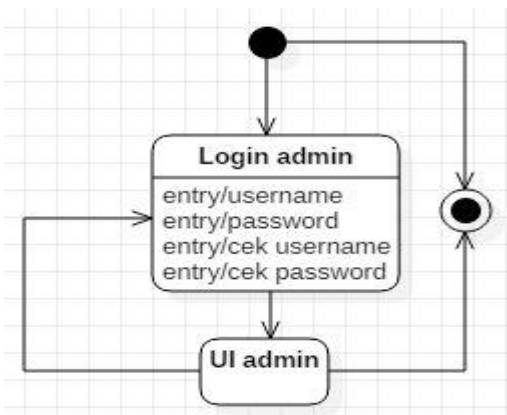 Login admin
entry/username
entry/password
entry/cek username
entry/cek password
UI admin